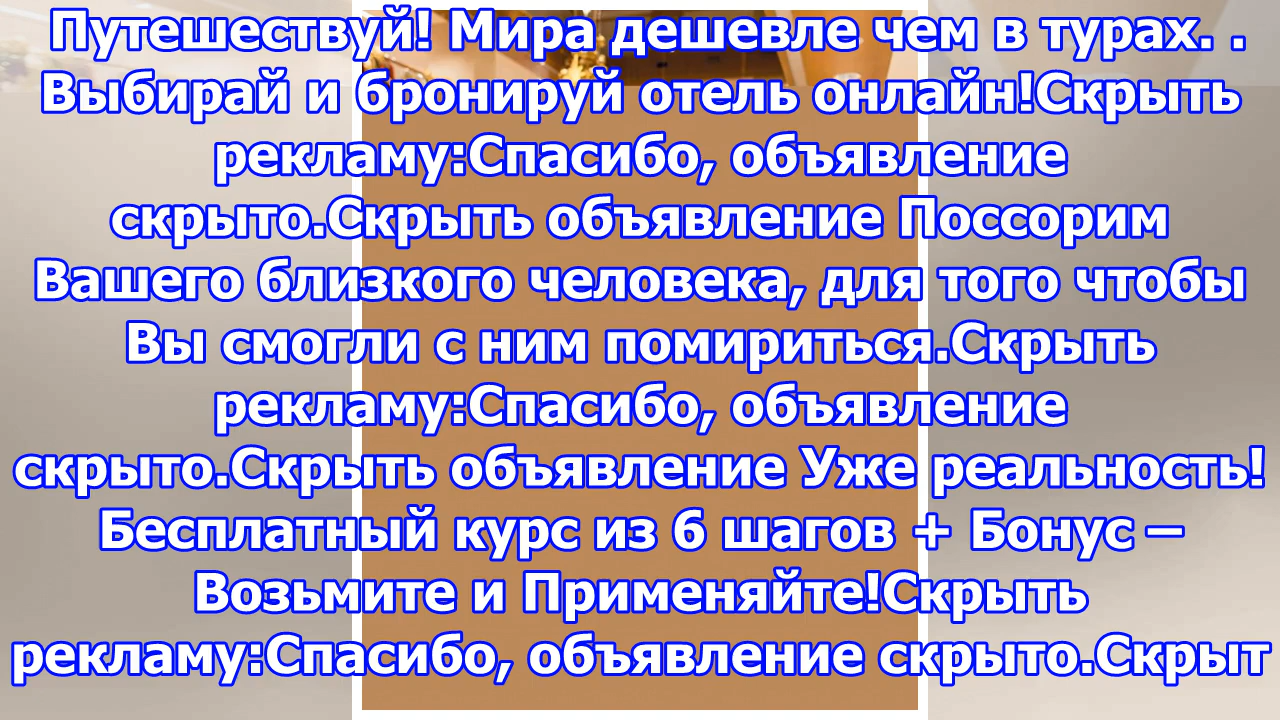 Путешествуй! Мира дешевле чем в турах. .
Выбирай и бронируй отель онлайн!Скрыть
рекламу:Спасибо, объявление
скрыто.Скрыть объявление Поссорим
Вашего близкого человека, для того чтобы
Вы смогли с ним помириться.Скрыть
рекламу:Спасибо, объявление
скрыто.Скрыть объявление Уже реальность!
Бесплатный курс из 6 шагов + Бонус –
Возьмите и Применяйте!Скрыть
рекламу:Спасибо, объявление скрыто.Скрыт